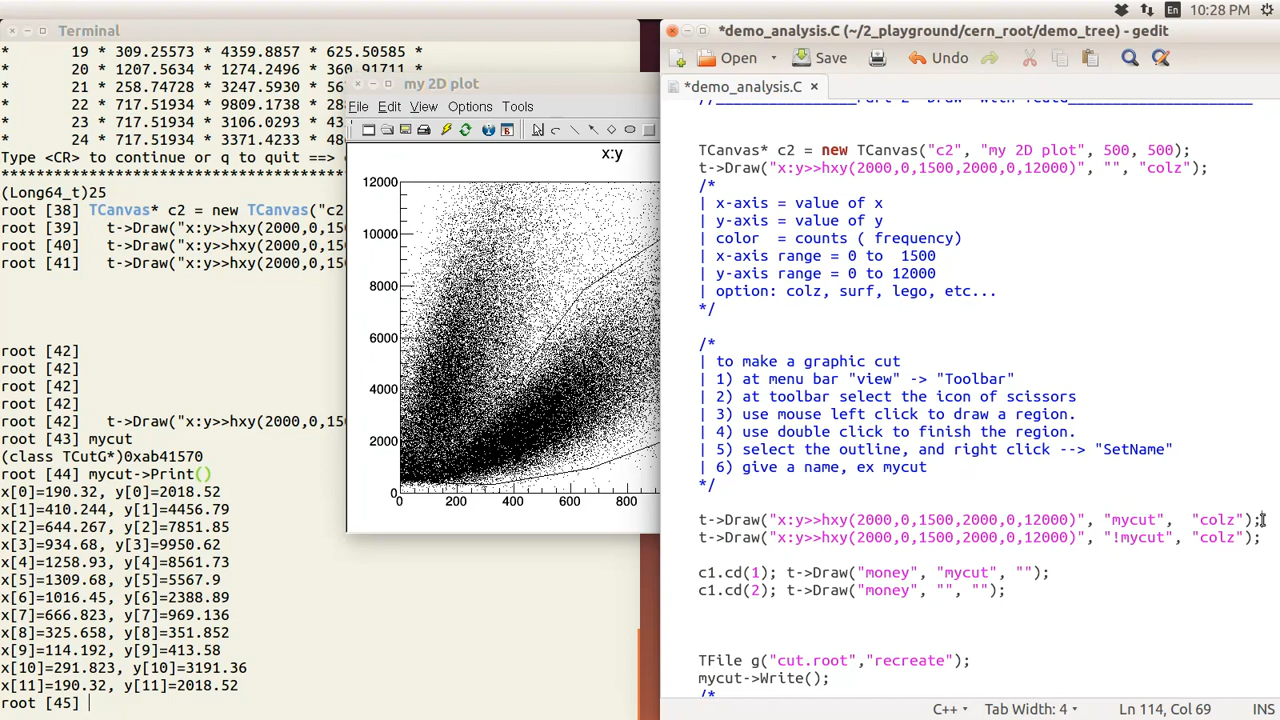 En 10:28 PM
Terminal
* 19 * 309.25573 * 4359.8857 * 625.50585 *
* 20 * 1207.5634 * 1274.2496 * 360.91711 *
* 21 * 258.74728 * 3247.5930 * 56
* 22 * 717.51934 * 9809.1738 * 28
* 23 * 717.51934 * 3106.0293 * 43
* 24 * 717.51934 * 3371.4233 * 48
Type <CR> to continue or q to quit ==>
*******************************************
(Long64_t)25
root [38] TCanvas* c2 = new TCanvas("c2
root [39] t->Draw("x:y>>hxy(2000,0,150
root [40] t->Draw("x:y>>hxy(2000,0,150
root [41] t->Draw("x:y>>hxy(2000,0,150
root [42]
root [42]
root [42]
root [42]
root [42] t->Draw("x:y>>hxy(2000,0,150
root [43] mycut
(class TCutG*)0xab41570
root [44] mycut->Print()
x[0]=190.32, y[0]=2018.52
x[1]=410.244, y[1]=4456.79
x[2]=644.267, y[2]=7851.85
x[3]=934.68, y[3]=9950.62
x[4]=1258.93, y[4]=8561.73
x[5]=1309.68, y[5]=5567.9
x[6]=1016.45, y[6]=2388.89
x[7]=666.823, y[7]=969.136
x[8]=325.658, y[8]=351.852
x[9]=114.192, y[9]=413.58
x[10]=291.823, y[10]=3191.36
x[11]=190.32, y[11]=2018.52
root [45]
my 2D plot
File Edit View Options Tools
x:y
12000
10000
8000
6000
4000
2000
0
0 200 400 600 800
*demo_analysis.C (~/2_playground/cern_root/demo_tree) - gedit
Open Save Undo
*demo_analysis.C ×
TCanvas* c2 = new TCanvas("c2", "my 2D plot", 500, 500);
t->Draw("x:y>>hxy(2000,0,1500,2000,0,12000)", "", "colz");
/*
| x-axis = value of x
| y-axis = value of y
| color = counts ( frequency)
| x-axis range = 0 to 1500
| y-axis range = 0 to 12000
| option: colz, surf, lego, etc...
*/
/*
| to make a graphic cut
| 1) at menu bar "view" -> "Toolbar"
| 2) at toolbar select the icon of scissors
| 3) use mouse left click to draw a region.
| 4) use double click to finish the region.
| 5) select the outline, and right click --> "SetName"
| 6) give a name, ex mycut
*/
t->Draw("x:y>>hxy(2000,0,1500,2000,0,12000)", "mycut", "colz");
t->Draw("x:y>>hxy(2000,0,1500,2000,0,12000)", "!mycut", "colz");
c1.cd(1); t->Draw("money", "mycut", "");
c1.cd(2); t->Draw("money", "", "");
TFile g("cut.root","recreate");
mycut->Write();
/*
C++ Tab Width: 4 Ln 114, Col 69 INS